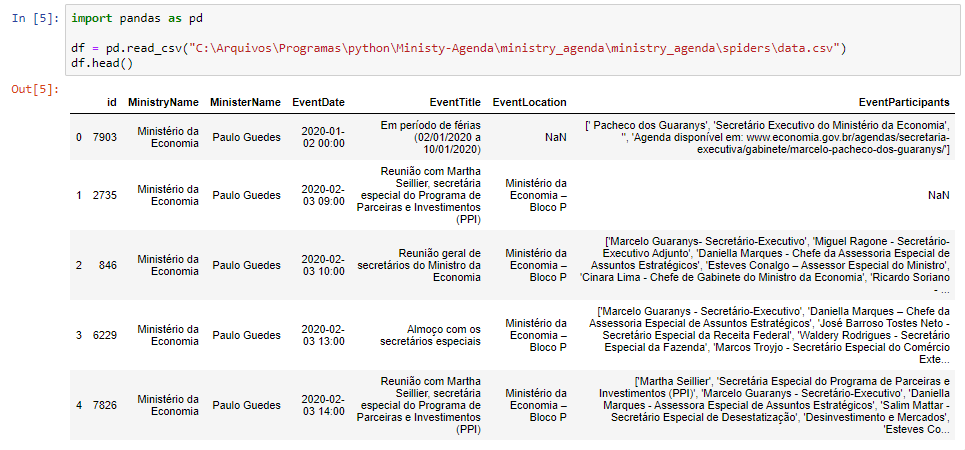 In [5]:
import pandas as pd
df = pd.read_csv("C:\Arquivos\Programas\python\Ministy-Agenda\ministry_agenda\ministry_agenda\spiders\data.csv")
df.head()
Out[5]:
id MinistryName MinisterName EventDate EventTitle EventLocation EventParticipants
0 7903 Ministério da Economia Paulo Guedes 2020-01-02 00:00 Em período de férias (02/01/2020 a 10/01/2020) NaN [' Pacheco dos Guaranys', 'Secretário Executivo do Ministério da Economia', '', 'Agenda disponível em: www.economia.gov.br/agendas/secretaria-executiva/gabinete/marcelo-pacheco-dos-guaranys/']
1 2735 Ministério da Economia Paulo Guedes 2020-02-03 09:00 Reunião com Martha Seillier, secretária especial do Programa de Parceiras e Investimentos (PPI) Ministério da Economia – Bloco P NaN
2 846 Ministério da Economia Paulo Guedes 2020-02-03 10:00 Reunião geral de secretários do Ministro da Economia Ministério da Economia – Bloco P ['Marcelo Guaranys- Secretário-Executivo', 'Miguel Ragone - Secretário-Executivo Adjunto', 'Daniella Marques - Chefe da Assessoria Especial de Assuntos Estratégicos', 'Esteves Conalgo – Assessor Especial do Ministro', 'Cinara Lima - Chefe de Gabinete do Ministro da Economia', 'Ricardo Soriano - ...
3 6229 Ministério da Economia Paulo Guedes 2020-02-03 13:00 Almoço com os secretários especiais Ministério da Economia – Bloco P ['Marcelo Guaranys - Secretário-Executivo', 'Daniella Marques – Chefe da Assessoria Especial de Assuntos Estratégicos', 'José Barroso Tostes Neto - Secretário Especial da Receita Federal', 'Waldery Rodrigues - Secretário Especial da Fazenda', 'Marcos Troyjo - Secretário Especial do Comércio Exte...
4 7826 Ministério da Economia Paulo Guedes 2020-02-03 14:00 Reunião com Martha Seillier, secretária especial do Programa de Parceiras e Investimentos (PPI) Ministério da Economia – Bloco P ['Martha Seillier', 'Secretária Especial do Programa de Parceiras e Investimentos (PPI)', 'Marcelo Guaranys - Secretário-Executivo', 'Daniella Marques - Assessora Especial de Assuntos Estratégicos', 'Salim Mattar - Secretário Especial de Desestatização', 'Desinvestimento e Mercados', 'Esteves Co...